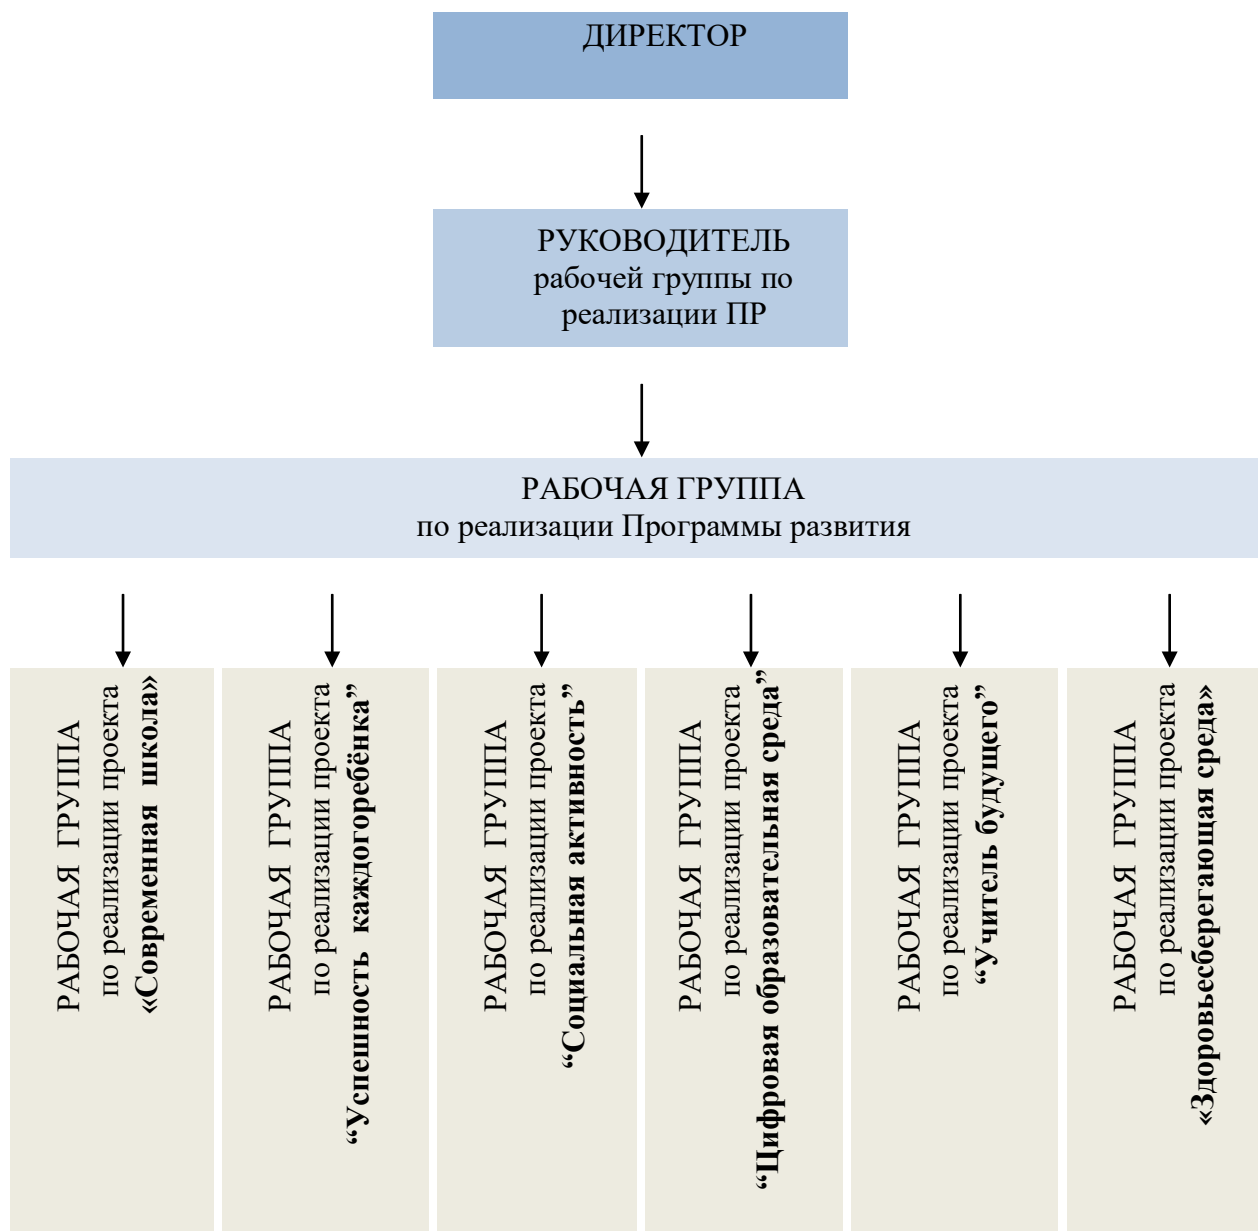 ДИРЕКТОР
РУКОВОДИТЕЛЬ
рабочей группы по
реализации ПР
РАБОЧАЯ ГРУППА
по реализации Программы развития
РАБОЧАЯ ГРУППА
по реализации проекта
«Современная школа»
РАБОЧАЯ ГРУППА
по реализации проекта
“Успешность каждогоребёнка”
РАБОЧАЯ ГРУППА
по реализации проекта
“Социальная активность”
РАБОЧАЯ ГРУППА
по реализации проекта
“Цифровая образовательная среда”
РАБОЧАЯ ГРУППА
по реализации проекта
“Учитель будущего”
РАБОЧАЯ ГРУППА
по реализации проекта
«Здоровьесберегающая среда»